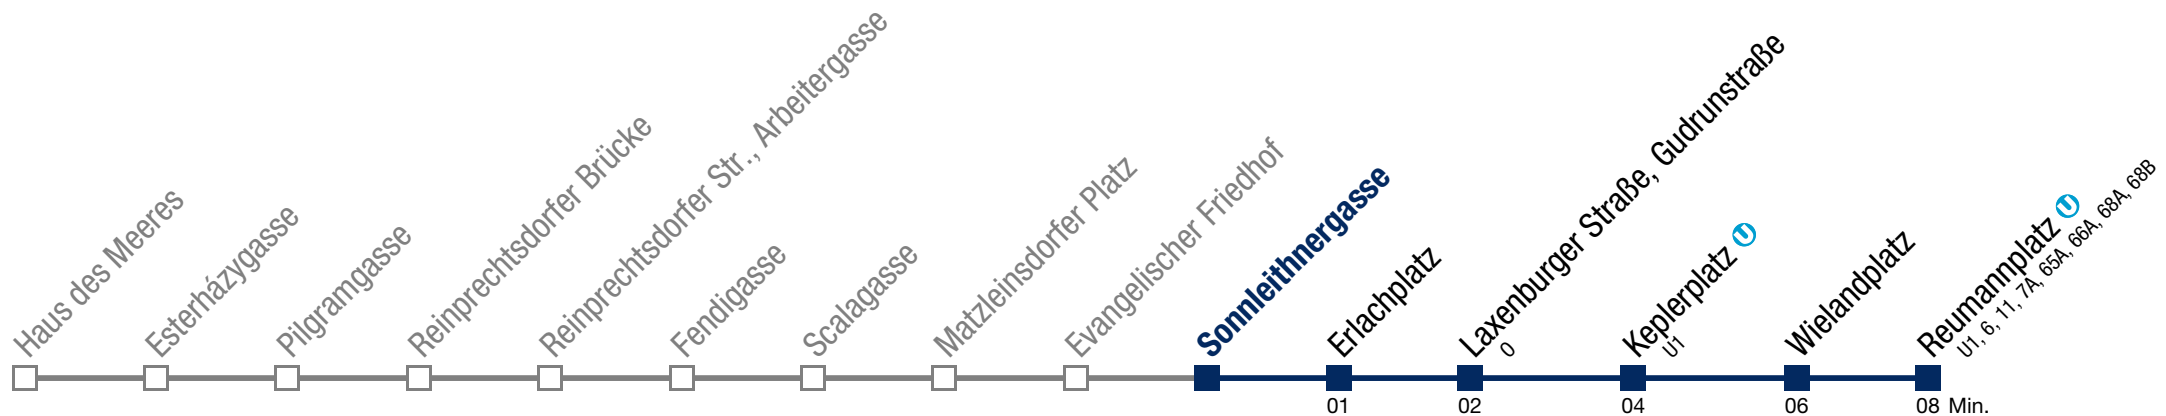 Haus des Meeres
Esterházygasse
Pilgramgasse
Reinprechtsdorfer Brücke
Reinprechtsdorfer Str., Arbeitergasse
Fendigasse
Scalagasse
Matzleinsdorfer Platz
Evangelischer Friedhof
Sonnleithnergasse
Erlachplatz
Laxenburger Straße, Gudrunstraße
O
Keplerplatz U
U1
Wielandplatz
Reumannplatz U
U1, 6, 11, 7A, 65A, 66A, 68A, 68B
01 02 04 06 08 Min.